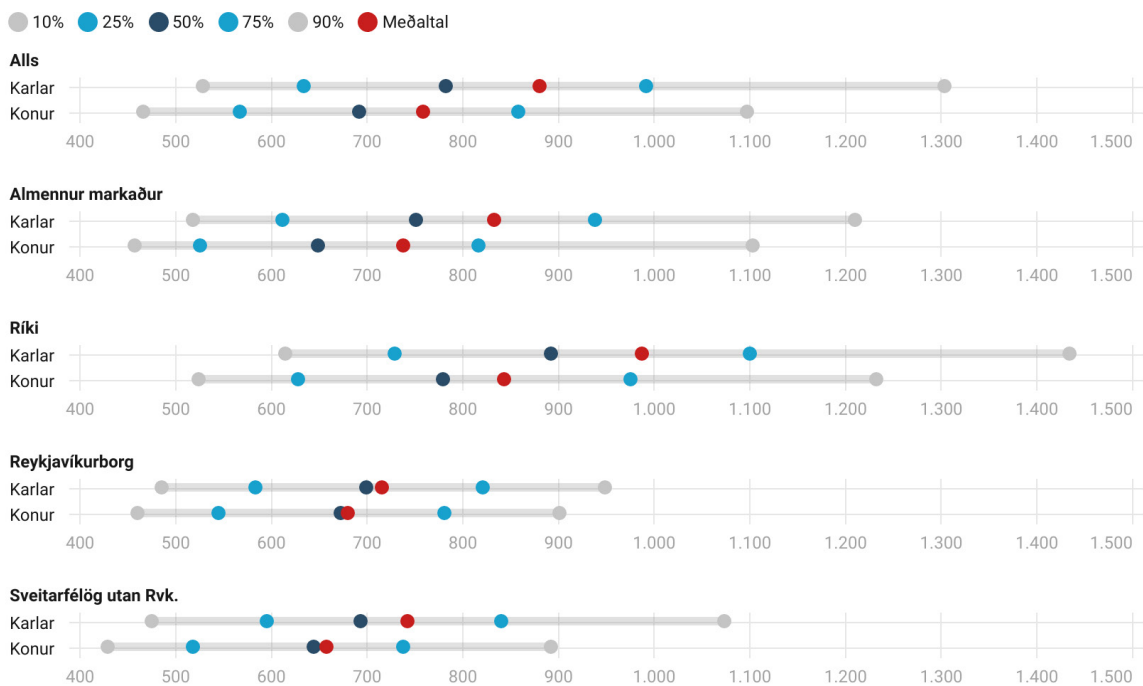 10% 25% 50% 75% 90% Meðaltal
Alls
Karlar
Konur
400 500 600 700 800 900 1.000 1.100 1.200 1.300 1.400 1.500
Almennur markaður
Karlar
Konur
400 500 600 700 800 900 1.000 1.100 1.200 1.300 1.400 1.500
Ríki
Karlar
Konur
400 500 600 700 800 900 1.000 1.100 1.200 1.300 1.400 1.500
Reykjavíkurborg
Karlar
Konur
400 500 600 700 800 900 1.000 1.100 1.200 1.300 1.400 1.500
Sveitarfélög utan Rvk.
Karlar
Konur
400 500 600 700 800 900 1.000 1.100 1.200 1.300 1.400 1.500